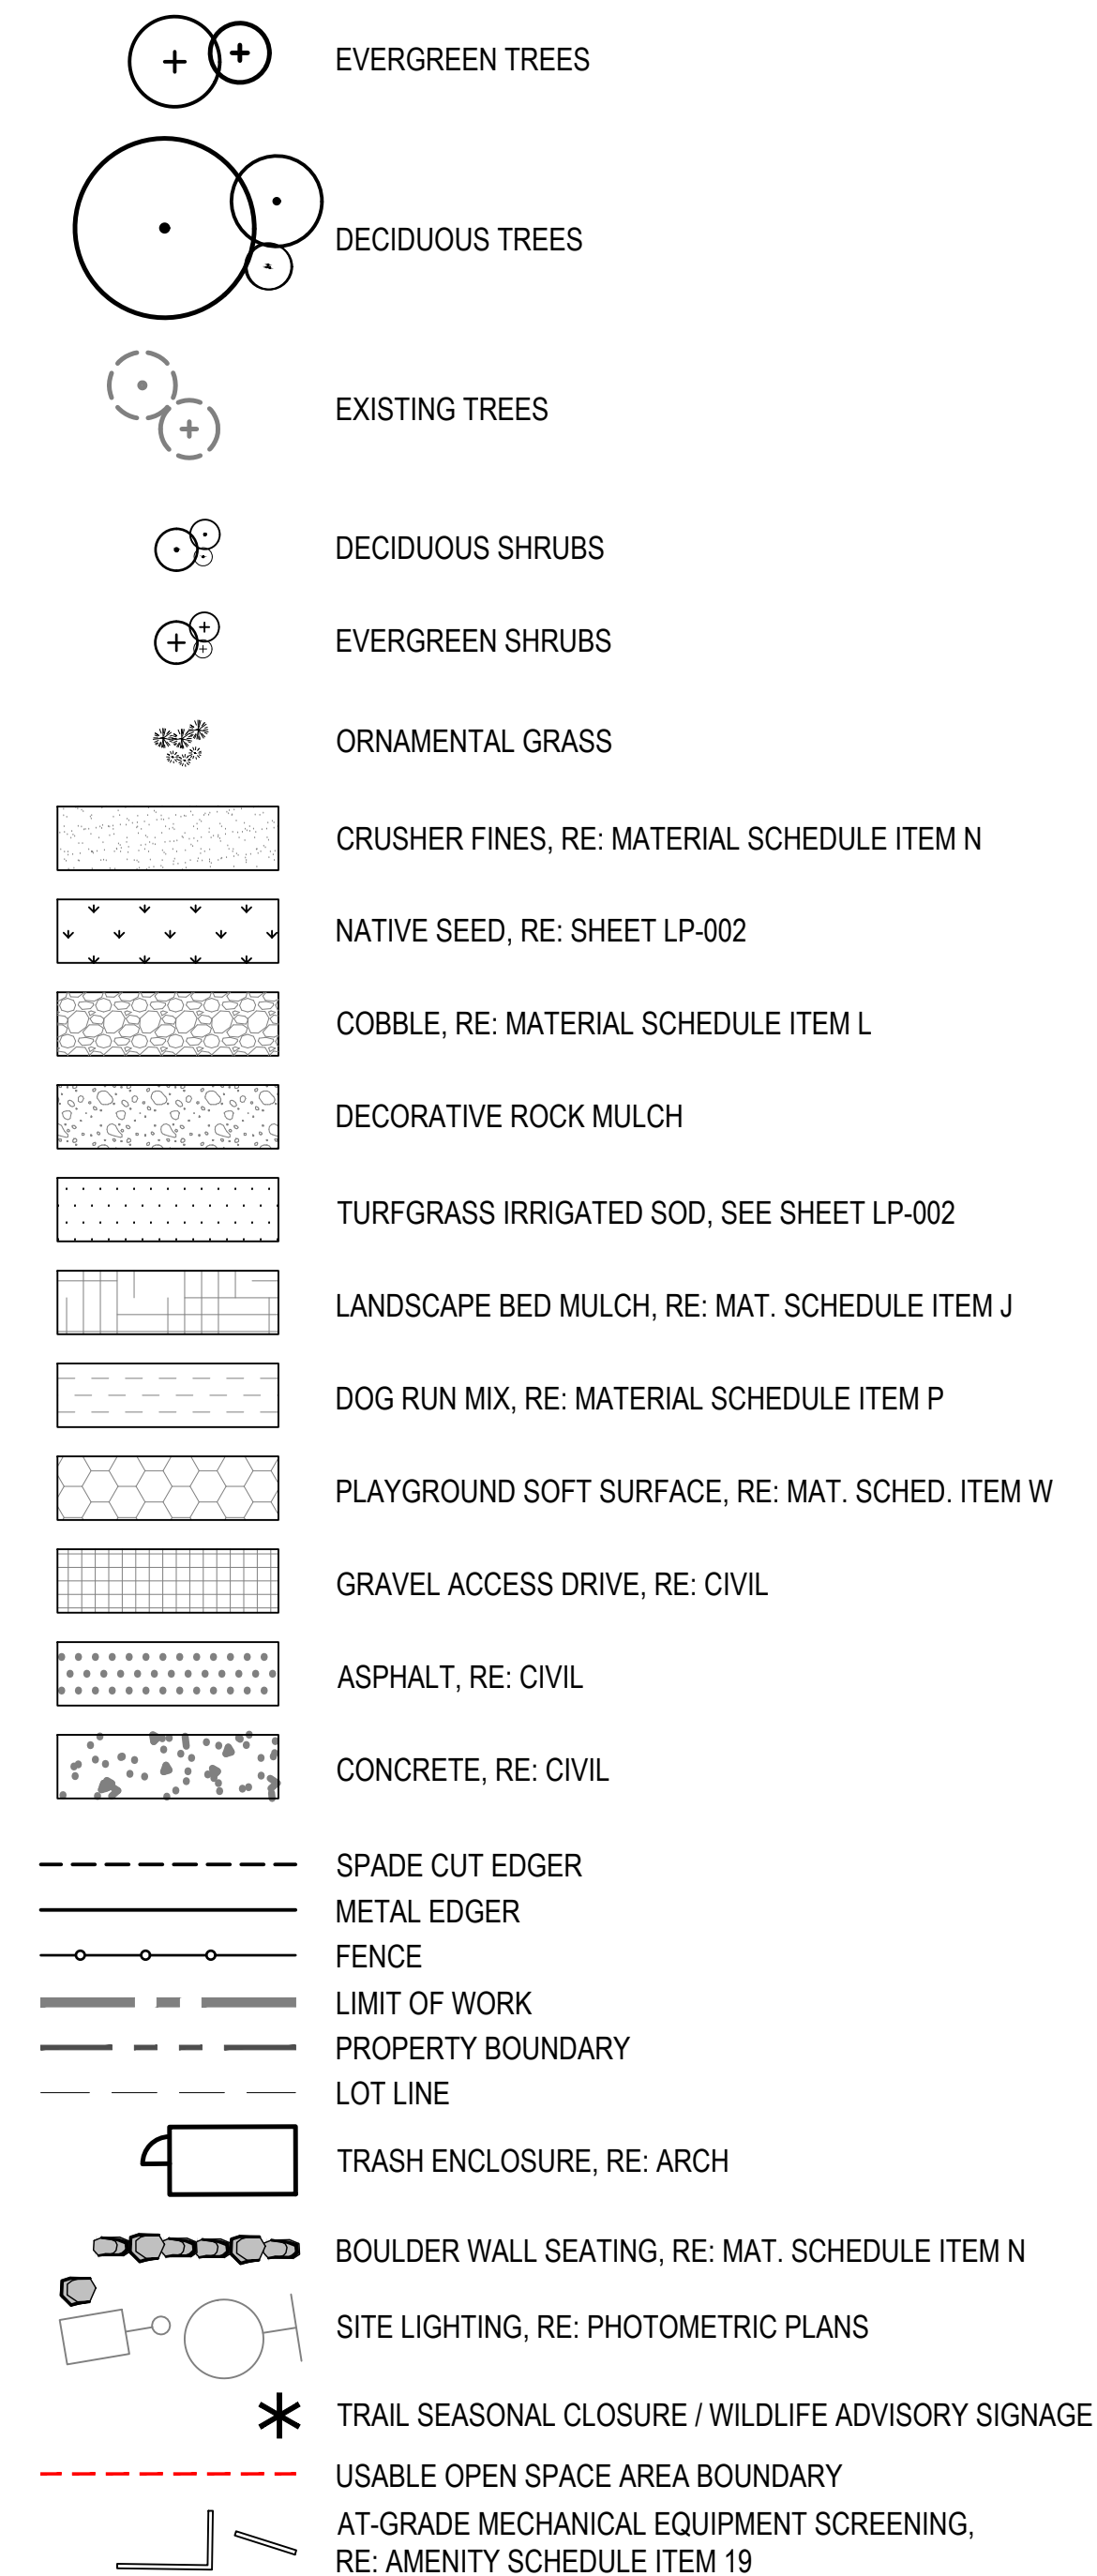 EVERGREEN TREES
DECIDUOUS TREES
EXISTING TREES
DECIDUOUS SHRUBS
EVERGREEN SHRUBS
ORNAMENTAL GRASS
CRUSHER FINES, RE: MATERIAL SCHEDULE ITEM N
NATIVE SEED, RE: SHEET LP-002
COBBLE, RE: MATERIAL SCHEDULE ITEM L
DECORATIVE ROCK MULCH
TURFGRASS IRRIGATED SOD, SEE SHEET LP-002
LANDSCAPE BED MULCH, RE: MAT. SCHEDULE ITEM J
DOG RUN MIX, RE: MATERIAL SCHEDULE ITEM P
PLAYGROUND SOFT SURFACE, RE: MAT. SCHED. ITEM W
GRAVEL ACCESS DRIVE, RE: CIVIL
ASPHALT, RE: CIVIL
CONCRETE, RE: CIVIL
SPADE CUT EDGER
METAL EDGER
FENCE
LIMIT OF WORK
PROPERTY BOUNDARY
LOT LINE
TRASH ENCLOSURE, RE: ARCH
BOULDER WALL SEATING, RE: MAT. SCHEDULE ITEM N
SITE LIGHTING, RE: PHOTOMETRIC PLANS
TRAIL SEASONAL CLOSURE / WILDLIFE ADVISORY SIGNAGE
USABLE OPEN SPACE AREA BOUNDARY
AT-GRADE MECHANICAL EQUIPMENT SCREENING,
RE: AMENITY SCHEDULE ITEM 19